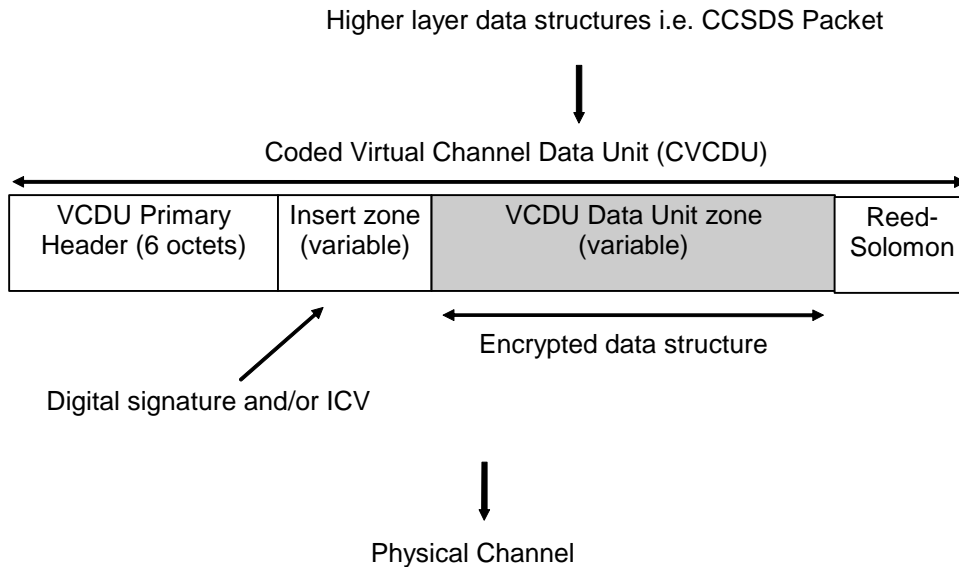 Higher layer data structures i.e. CCSDS Packet
Coded Virtual Channel Data Unit (CVCDU)
VCDU Primary
Header (6 octets)
Insert zone
(variable)
VCDU Data Unit zone
(variable)
Reed-
Solomon
Encrypted data structure
Digital signature and/or ICV
Physical Channel